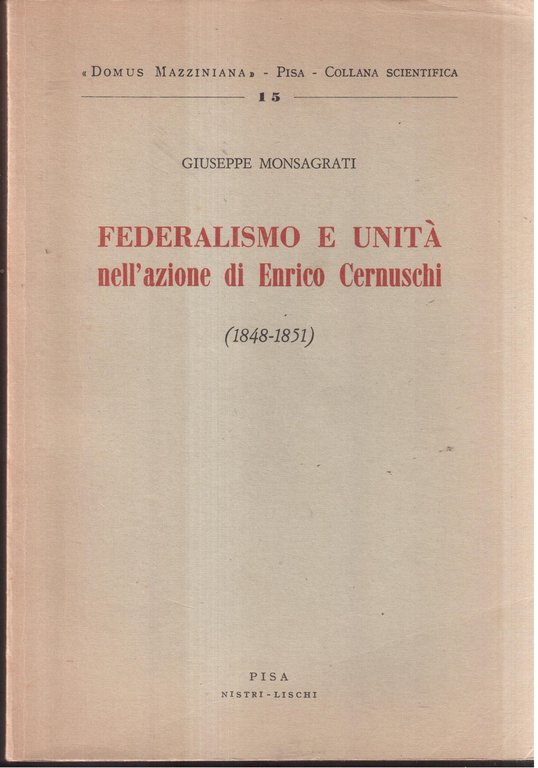 « Domus Mazziniana » - Pisa - Collana scientifica
15
GIUSEPPE MONSAGRATI
FEDERALISMO E UNITÀ
nell'azione di Enrico Cernuschi
(1848-1851)
PISA
NISTRI-LISCHI